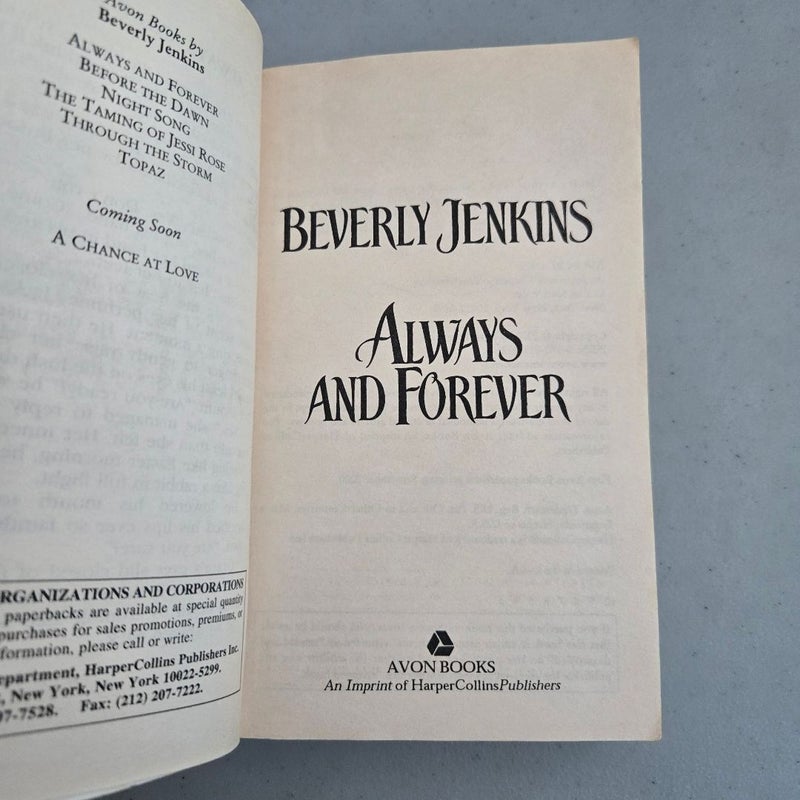 Avon Books by
Beverly Jenkins
ALWAYS AND FOREVER
BEFORE THE DAWN
NIGHT SONG
THE TAMING OF JESSI ROSE
THROUGH THE STORM
TOPAZ
Coming Soon
A CHANCE AT LOVE
RGANIZATIONS AND CORPORATIONS
paperbacks are available at special quantity
purchases for sales promotions, premiums, or
formation, please call or write:
epartment, HarperCollins Publishers Inc.
, New York, New York 10022-5299.
07-7528. Fax: (212) 207-7222.
BEVERLY JENKINS
ALWAYS
AND FOREVER
AVON BOOKS
An Imprint of HarperCollinsPublishers